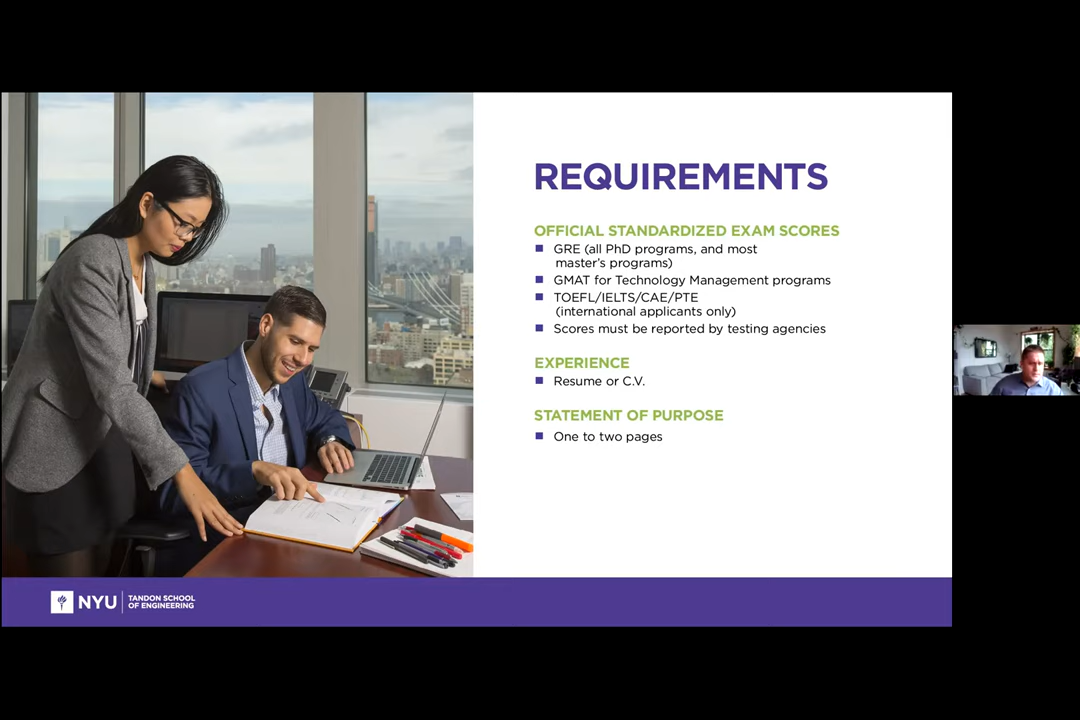 REQUIREMENTS
OFFICIAL STANDARDIZED EXAM SCORES
GRE (all PhD programs, and most
master's programs)
GMAT for Technology Management programs
TOEFL/IELTS/CAE/PTE
(international applicants only)
Scores must be reported by testing agencies
EXPERIENCE
Resume or C.V.
STATEMENT OF PURPOSE
One to two pages
NYU
TANDON SCHOOL
OF ENGINEERING